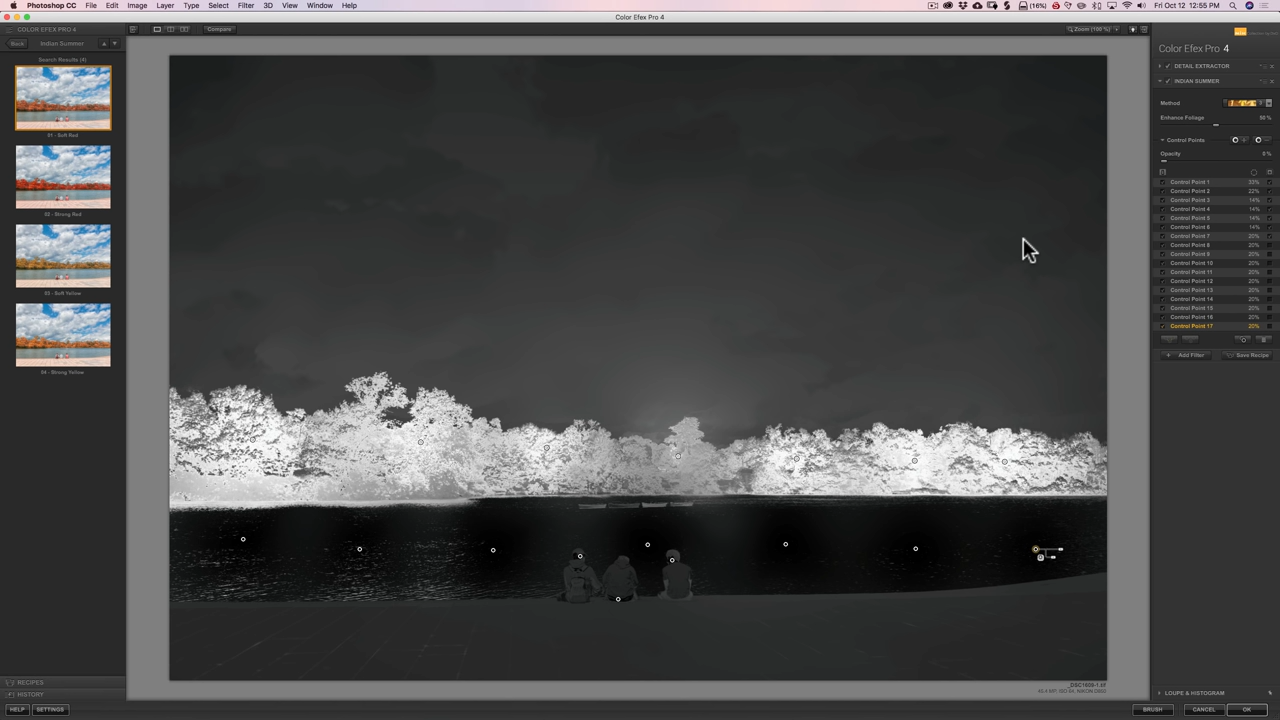 Photoshop CC File Edit Image Layer Type Select Filter 3D View Window Help
(16%) Fri Oct 12 12:55 PM
Color Efex Pro 4
COLOR EFEX PRO 4
Compare
Zoom (100 %)
Back Indian Summer
Search Results (4)
01 - Soft Red
02 - Strong Red
03 - Soft Yellow
04 - Strong Yellow
Color Efex Pro 4
DETAIL EXTRACTOR
INDIAN SUMMER
Method
Enhance Foliage 50%
Control Points
Opacity 0%
Control Point 1 33%
Control Point 2 22%
Control Point 3 14%
Control Point 4 14%
Control Point 5 14%
Control Point 6 14%
Control Point 7 20%
Control Point 8 20%
Control Point 9 20%
Control Point 10 20%
Control Point 11 20%
Control Point 12 20%
Control Point 13 20%
Control Point 14 20%
Control Point 15 20%
Control Point 16 20%
Control Point 17 20%
Add Filter Save Recipe
_DSC1609-1.tif
RECIPES
HISTORY
LOUPE & HISTOGRAM
HELP SETTINGS
BRUSH CANCEL OK